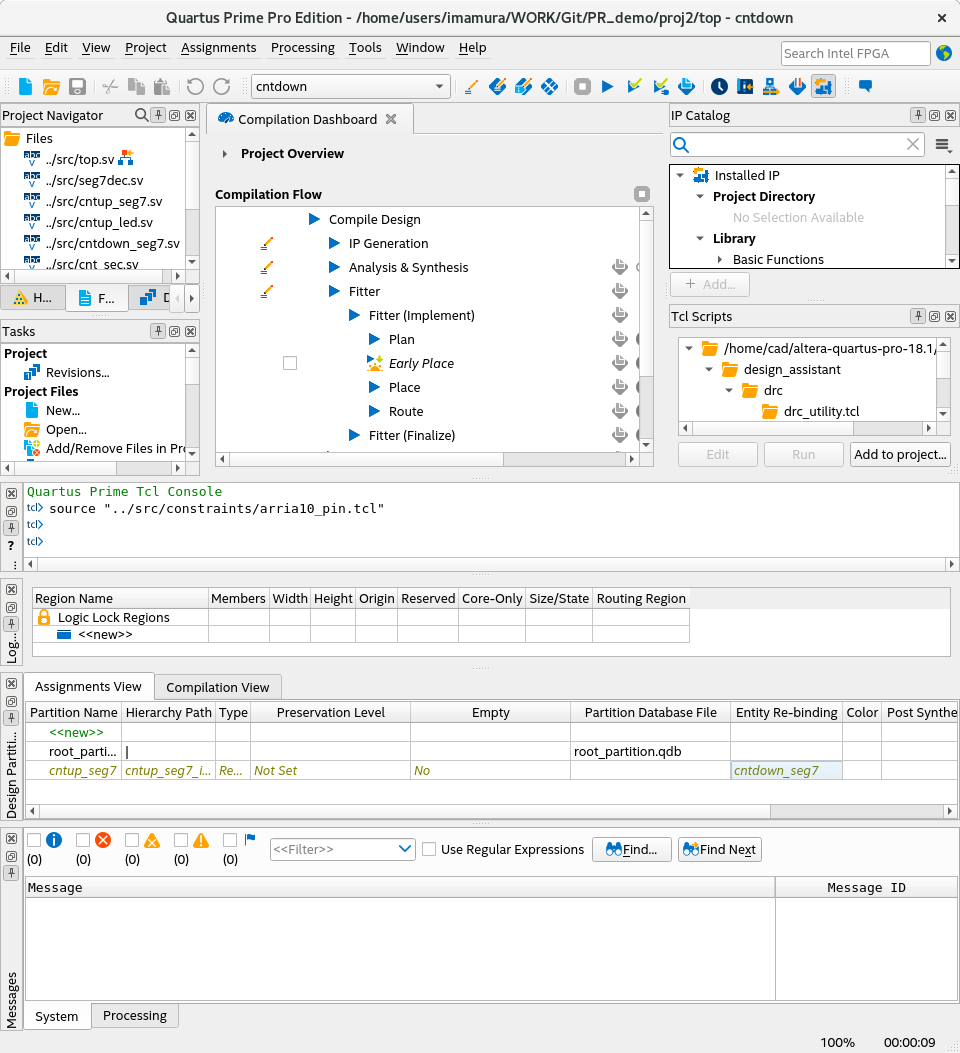 Quartus Prime Pro Edition - /home/users/imamura/WORK/Git/PR_demo/proj2/top - cntdown
File Edit View Project Assignments Processing Tools Window Help
Search Intel FPGA
cntdown
Project Navigator
Files
../src/top.sv
../src/seg7dec.sv
../src/cntup_seg7.sv
../src/cntup_led.sv
../src/cntdown_seg7.sv
../src/cnt_sec.sv
H...
F...
D
Tasks
Project
Revisions...
Project Files
New...
Open...
Add/Remove Files in Pro
Compilation Dashboard
Project Overview
Compilation Flow
Compile Design
IP Generation
Analysis & Synthesis
Fitter
Fitter (Implement)
Plan
Early Place
Place
Route
Fitter (Finalize)
IP Catalog
Installed IP
Project Directory
No Selection Available
Library
Basic Functions
+ Add...
Tcl Scripts
/home/cad/altera-quartus-pro-18.1/
design_assistant
drc
drc_utility.tcl
Edit
Run
Add to project...
Quartus Prime Tcl Console
tcl> source "../src/constraints/arria10_pin.tcl"
tcl>
tcl>
Log...
Region Name Members Width Height Origin Reserved Core-Only Size/State Routing Region
Logic Lock Regions
<<new>>
Design Partiti...
Assignments View
Compilation View
Partition Name Hierarchy Path Type Preservation Level Empty Partition Database File Entity Re-binding Color Post Synthe
<<new>>
root_parti... | root_partition.qdb
cntup_seg7 cntup_seg7_i... Re... Not Set No cntdown_seg7
Messages
(0) (0) (0) (0) (0)
<<Filter>>
Use Regular Expressions
Find...
Find Next
Message Message ID
System
Processing
100% 00:00:09